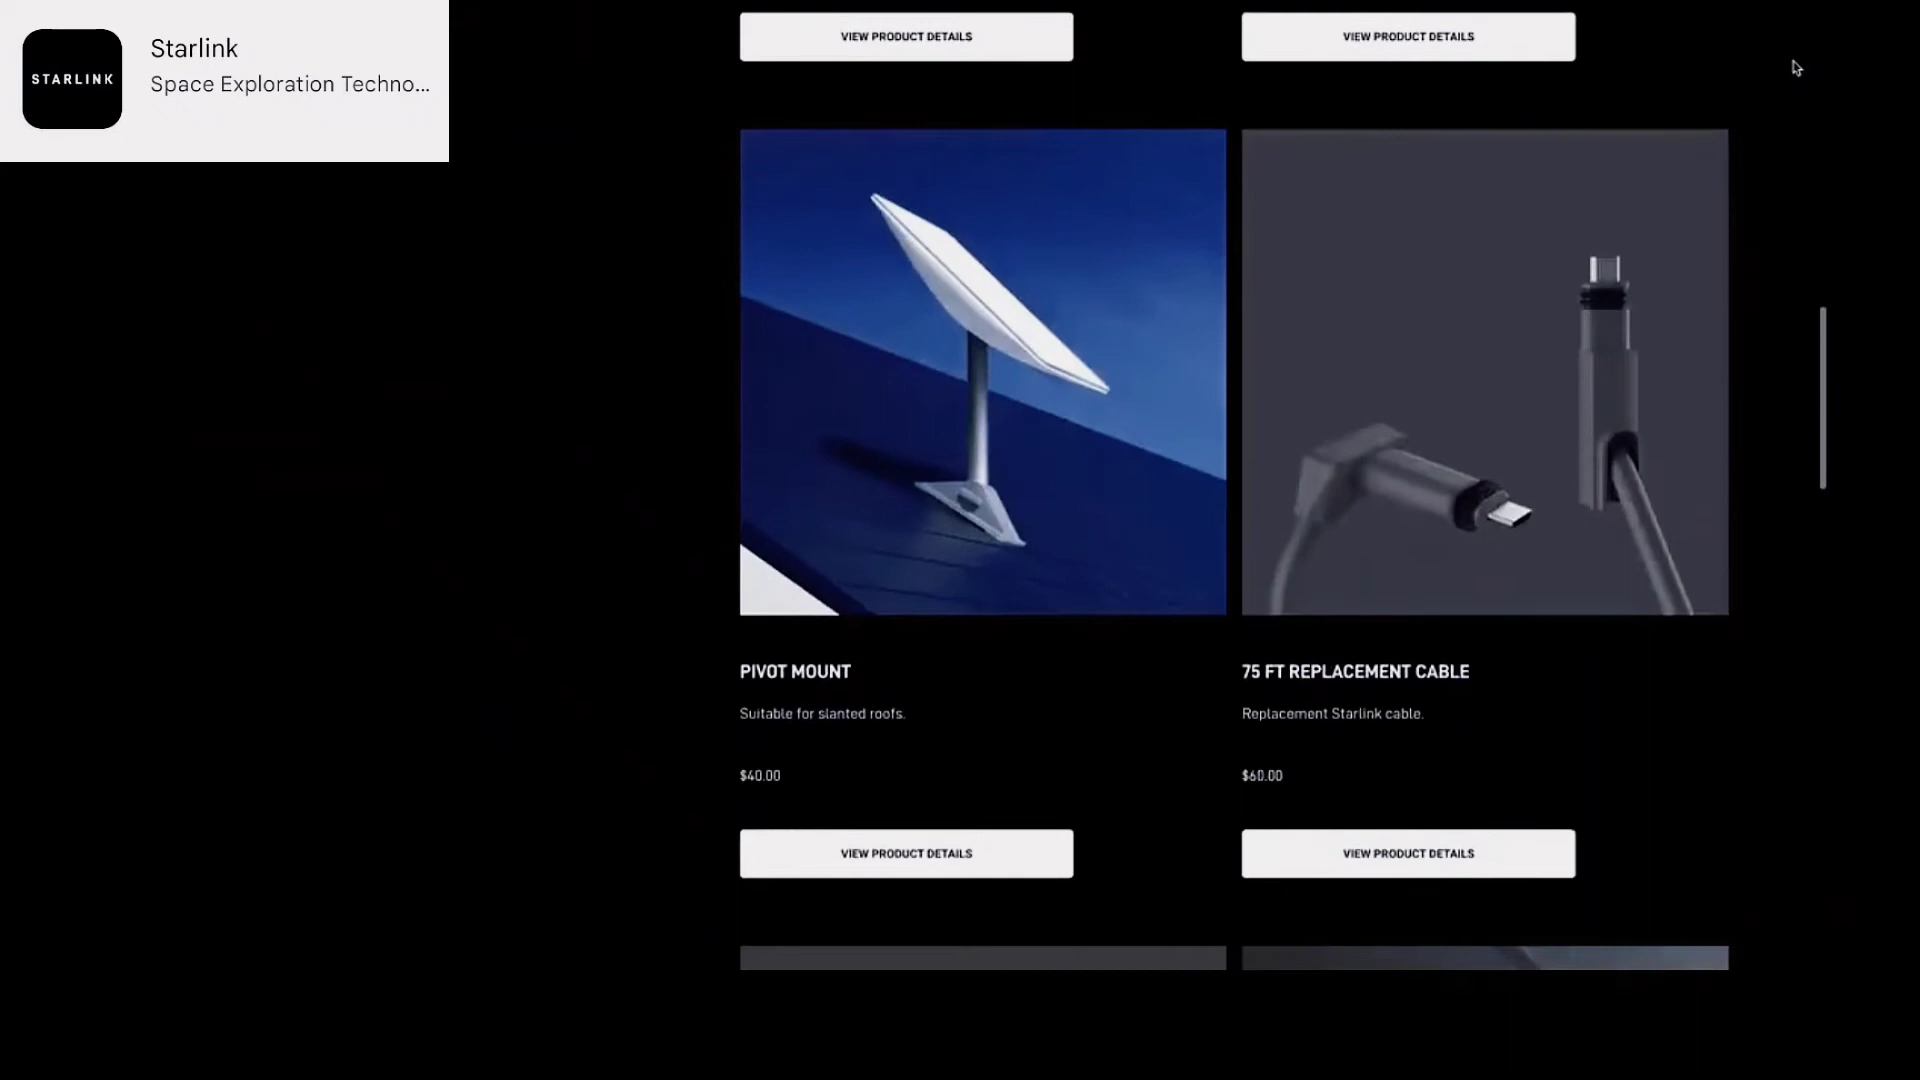 STARLINK
Starlink
Space Exploration Techno...
VIEW PRODUCT DETAILS
VIEW PRODUCT DETAILS
PIVOT MOUNT
Suitable for slanted roofs.
$40.00
VIEW PRODUCT DETAILS
75 FT REPLACEMENT CABLE
Replacement Starlink cable.
$60.00
VIEW PRODUCT DETAILS